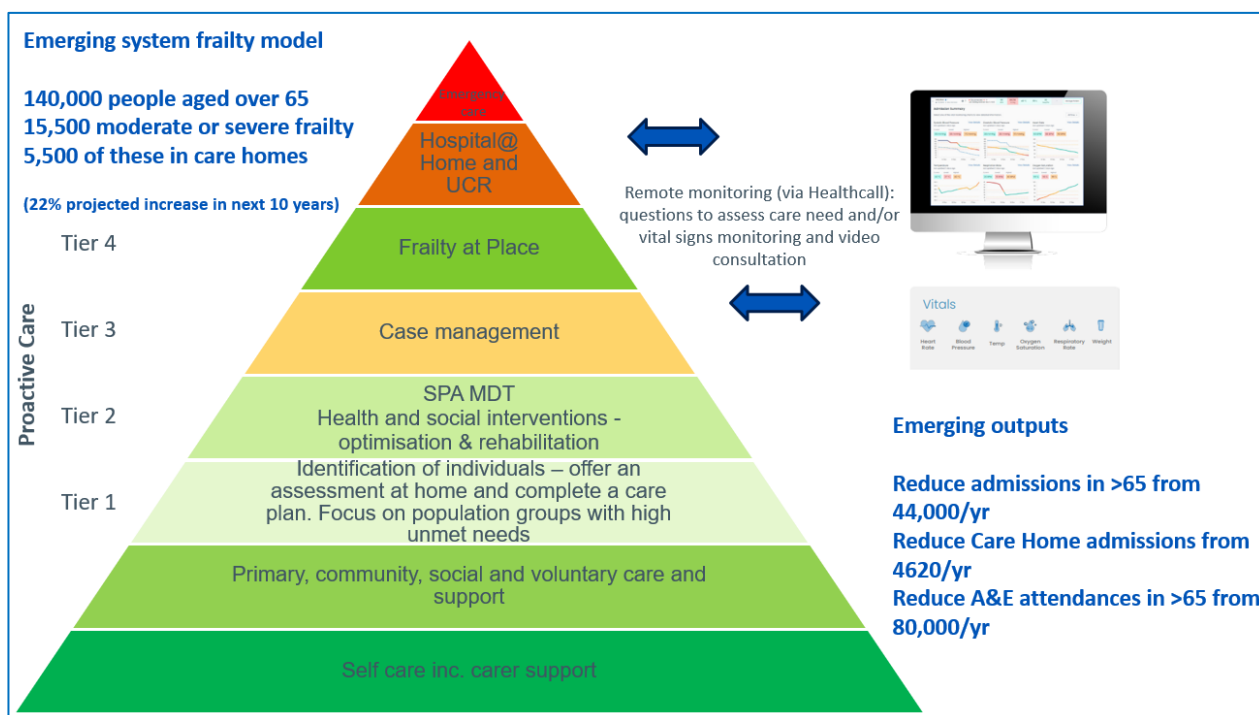 Emerging system frailty model
140,000 people aged over 65
15,500 moderate or severe frailty
5,500 of these in care homes
(22% projected increase in next 10 years)
Proactive Care
Tier 4
Tier 3
Tier 2
Tier 1
Emergency care
Hospital@
Home and
UCR
Frailty at Place
Case management
SPA MDT
Health and social interventions -
optimisation & rehabilitation
Identification of individuals – offer an
assessment at home and complete a care
plan. Focus on population groups with high
unmet needs
Primary, community, social and voluntary care and
support
Self care inc. carer support
Remote monitoring (via Healthcall):
questions to assess care need and/or
vital signs monitoring and video
consultation
Vitals
Heart
Rate
Blood
Pressure
Temp
Oxygen
Saturation
Respiratory
Rate
Weight
Emerging outputs
Reduce admissions in >65 from
44,000/yr
Reduce Care Home admissions from
4620/yr
Reduce A&E attendances in >65 from
80,000/yr